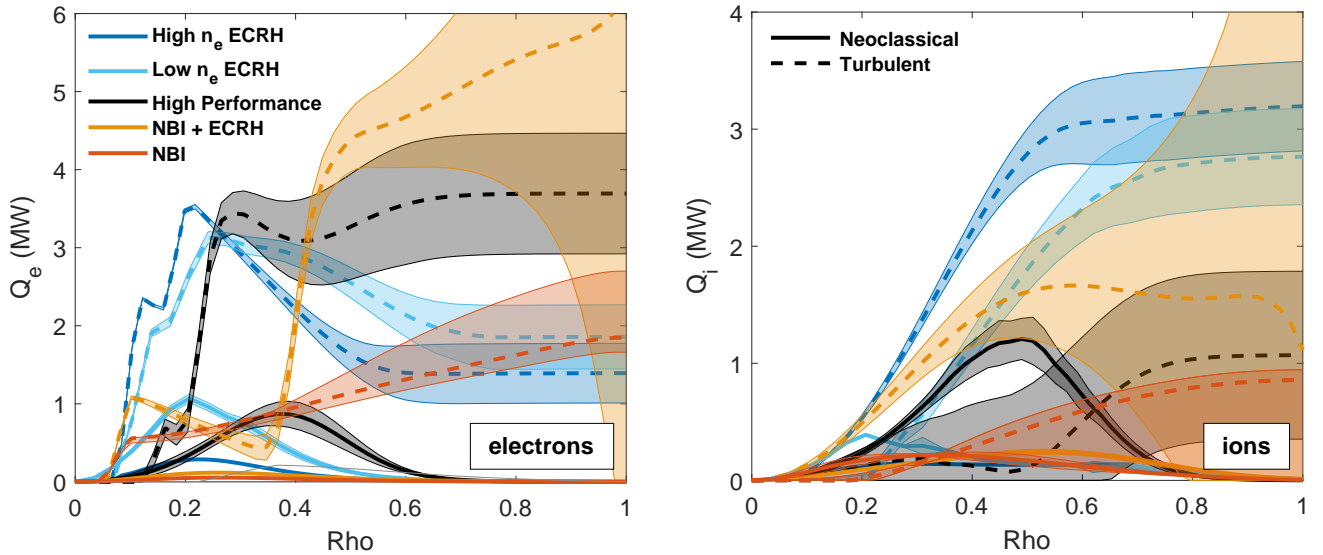 6
5
4
3
2
1
0
Q_e (MW)
High n_e ECRH
Low n_e ECRH
High Performance
NBI + ECRH
NBI
electrons
0 0.2 0.4 0.6 0.8 1
Rho
4
3
2
1
0
Q_i (MW)
Neoclassical
Turbulent
ions
0 0.2 0.4 0.6 0.8 1
Rho